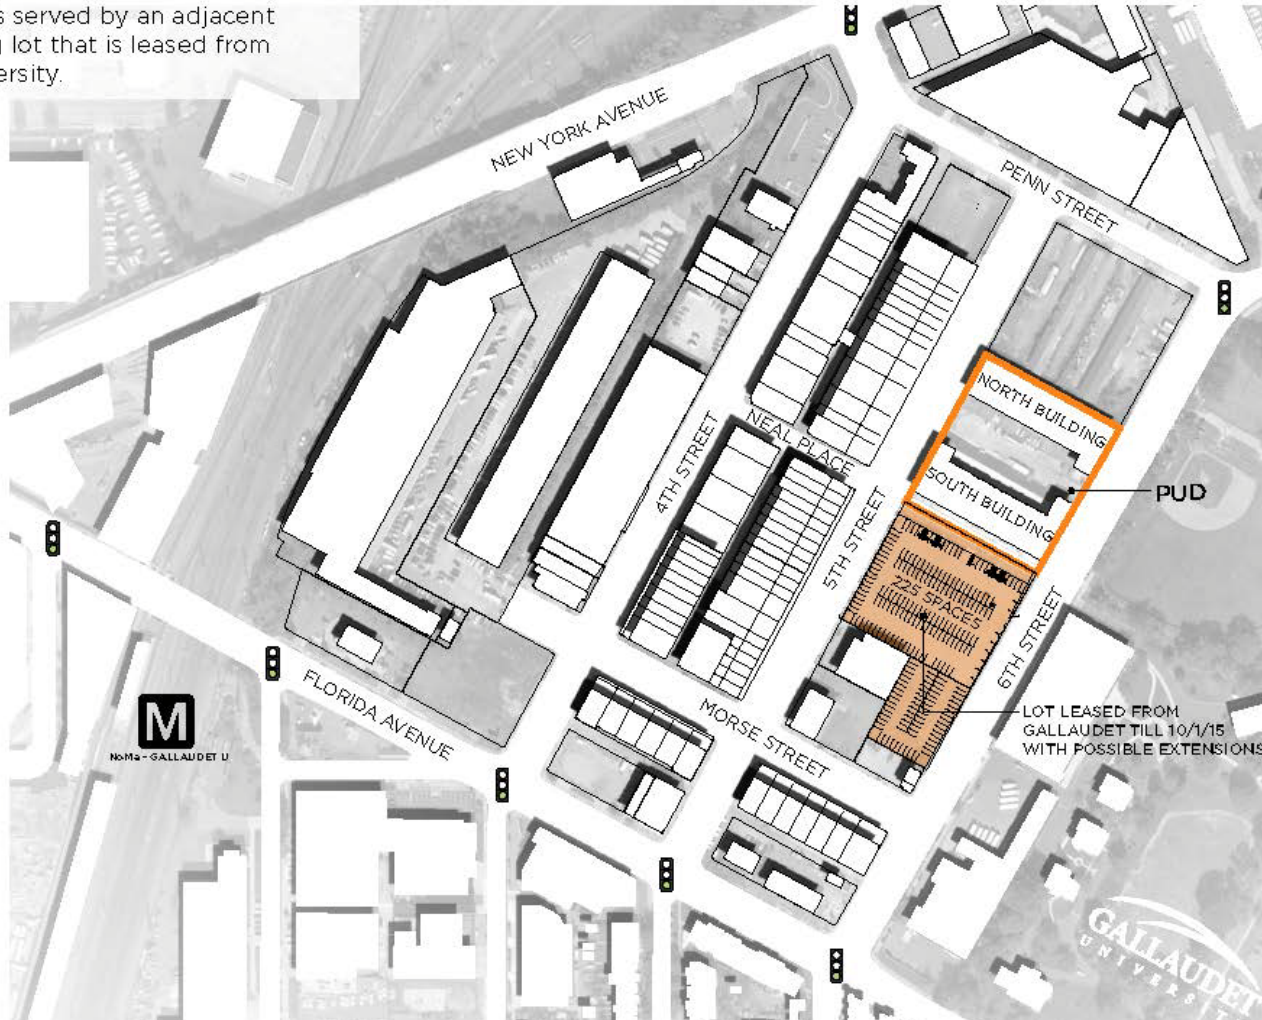 s served by an adjacent
lot that is leased from
ersity.
NEW YORK AVENUE
PENN STREET
NORTH BUILDING
SOUTH BUILDING
PUD
NEAL PLACE
4TH STREET
5TH STREET
225 SPACES
6TH STREET
LOT LEASED FROM
GALLAUDET TILL 10/1/15
WITH POSSIBLE EXTENSIONS
MORSE STREET
FLORIDA AVENUE
M
NoMa - GALLAUDET U
GALLAUDET
UNIVERSIT